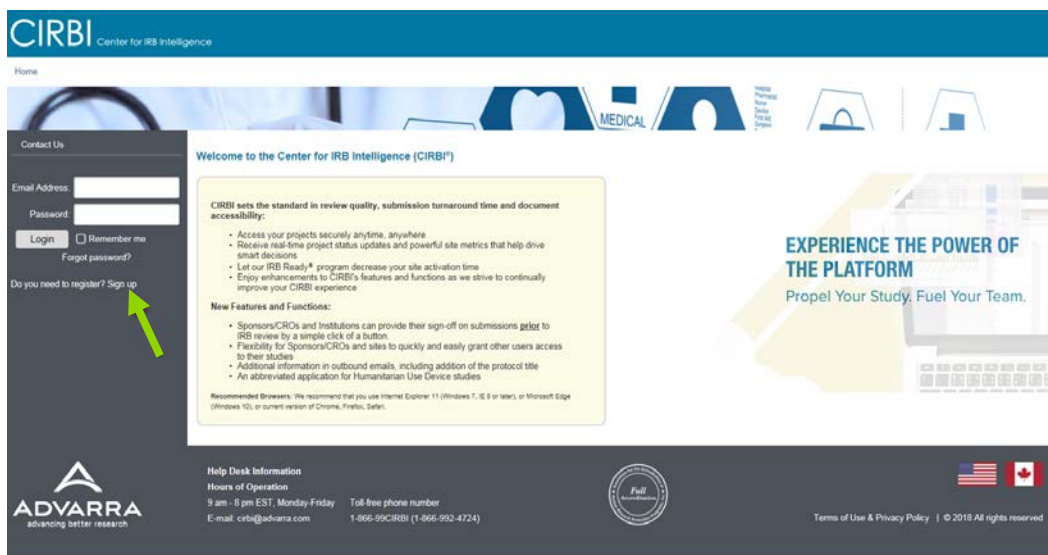 CIRBI Center for IRB Intelligence
Home
MEDICAL
Hospital
Pharmacist
Nurse
Device
First Aid
Surgeon
Contact Us
Welcome to the Center for IRB Intelligence (CIRBI®)
Email Address:
Password:
Login Remember me
Forgot password?
Do you need to register? Sign up
CIRBI sets the standard in review quality, submission turnaround time and document
accessibility:
• Access your projects securely anytime, anywhere
• Receive real-time project status updates and powerful site metrics that help drive
smart decisions
• Let our IRB Ready® program decrease your site activation time
• Enjoy enhancements to CIRBI's features and functions as we strive to continually
improve your CIRBI experience
New Features and Functions:
• Sponsors/CROs and Institutions can provide their sign-off on submissions prior to
IRB review by a simple click of a button.
• Flexibility for Sponsors/CROs and sites to quickly and easily grant other users access
to their studies
• Additional information in outbound emails, including addition of the protocol title
• An abbreviated application for Humanitarian Use Device studies
Recommended Browsers: We recommend that you use Internet Explorer 11 (Windows 7, IE 8 or later), or Microsoft Edge
(Windows 10), or current version of Chrome, Firefox, Safari.
EXPERIENCE THE POWER OF
THE PLATFORM
Propel Your Study. Fuel Your Team.
ADVARRA
advancing better research
Help Desk Information
Hours of Operation
9 am - 8 pm EST, Monday-Friday
E-mail: cirbi@advarra.com
Toll-free phone number
1-866-99CIRBI (1-866-992-4724)
Full
Accreditation
Terms of Use & Privacy Policy | © 2018 All rights reserved